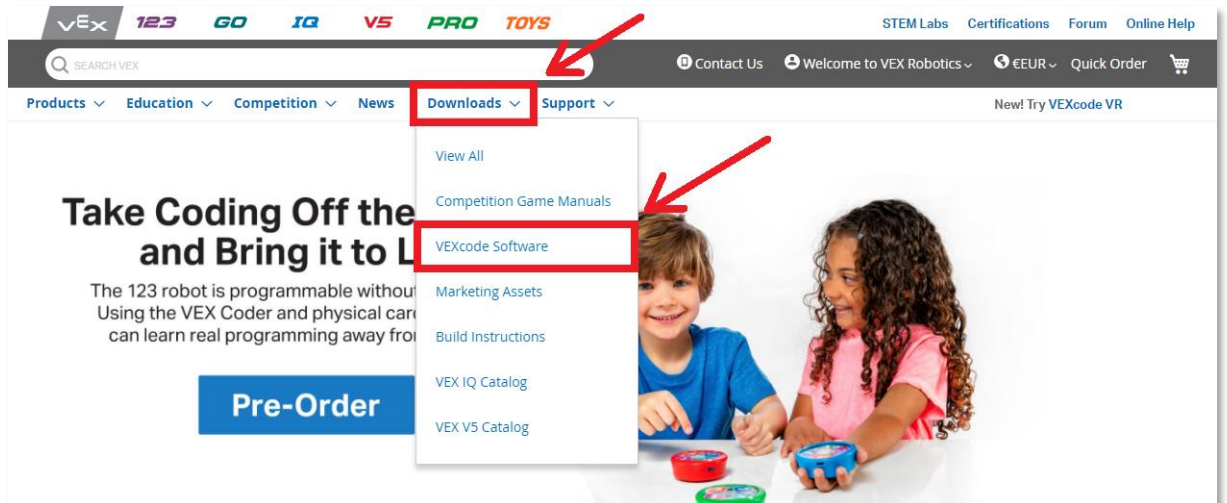 VEX 123 GO IQ V5 PRO TOYS STEM Labs Certifications Forum Online Help
SEARCH VEX Contact Us Welcome to VEX Robotics €EUR Quick Order
Products Education Competition News Downloads Support New! Try VEXcode VR
View All
Competition Game Manuals
VEXcode Software
Marketing Assets
Build Instructions
VEX IQ Catalog
VEX V5 Catalog
Take Coding Off the
and Bring it to L
The 123 robot is programmable without
Using the VEX Coder and physical car
can learn real programming away fro
Pre-Order